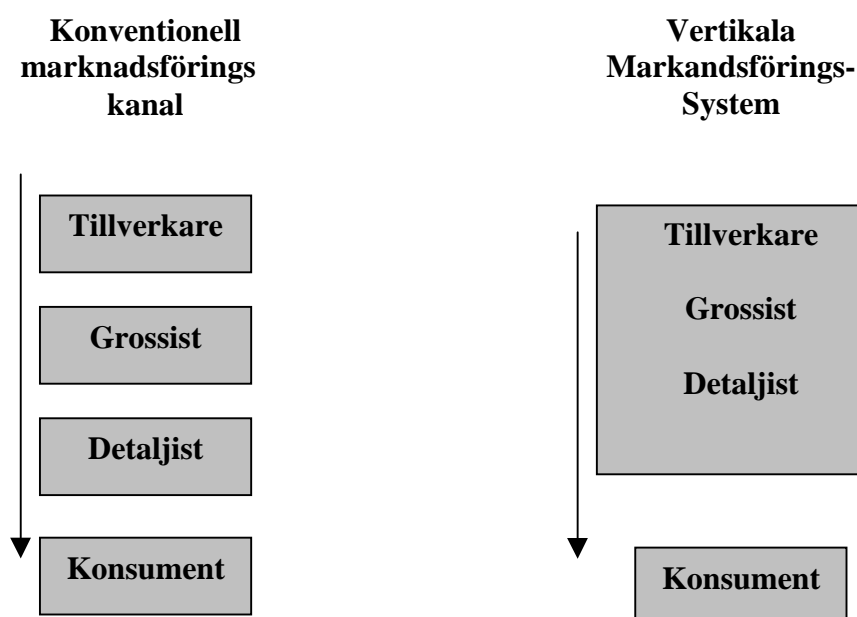 Konventionell
marknadsförings
kanal
Tillverkare
Grossist
Detaljist
Konsument
Vertikala
Markandsförings-
System
Tillverkare
Grossist
Detaljist
Konsument